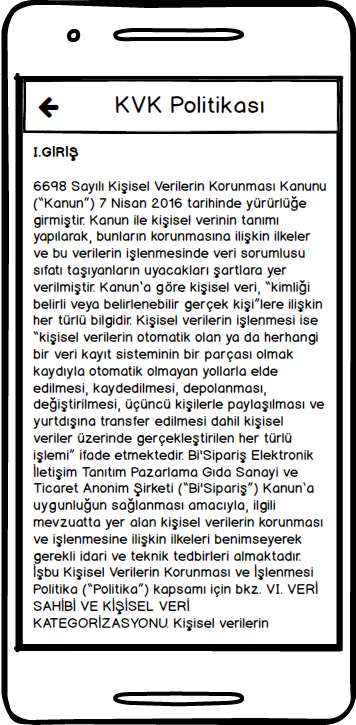 KVK Politikası
I.GİRİŞ
6698 Sayılı Kişisel Verilerin Korunması Kanunu
(“Kanun”) 7 Nisan 2016 tarihinde yürürlüğe
girmiştir. Kanun ile kişisel verinin tanımı
yapılarak, bunların korunmasına ilişkin ilkeler
ve bu verilerin işlenmesinde veri sorumlusu
sıfatı taşıyanların uyacakları şartlara yer
verilmiştir. Kanun‘a göre kişisel veri, “kimliği
belirli veya belirlenebilir gerçek kişi”lere ilişkin
her türlü bilgidir. Kişisel verilerin işlenmesi ise
“kişisel verilerin otomatik olan ya da herhangi
bir veri kayıt sisteminin bir parçası olmak
kaydıyla otomatik olmayan yollarla elde
edilmesi, kaydedilmesi, depolanması,
değiştirilmesi, üçüncü kişilerle paylaşılması ve
yurtdışına transfer edilmesi dahil kişisel
veriler üzerinde gerçekleştirilen her türlü
işlemi” ifade etmektedir. Bi'Sipariş Elektronik
İletişim Tanıtım Pazarlama Gıda Sanayi ve
Ticaret Anonim Şirketi (“Bi'Sipariş”) Kanun‘a
uygunluğun sağlanması amacıyla, ilgili
mevzuatta yer alan kişisel verilerin korunması
ve işlenmesine ilişkin ilkeleri benimseyerek
gerekli idari ve teknik tedbirleri almaktadır.
İşbu Kişisel Verilerin Korunması ve İşlenmesi
Politika (“Politika”) kapsamı için bkz. VI. VERİ
SAHİBİ VE KİŞİSEL VERİ
KATEGORİZASYONU. Kişisel verilerin